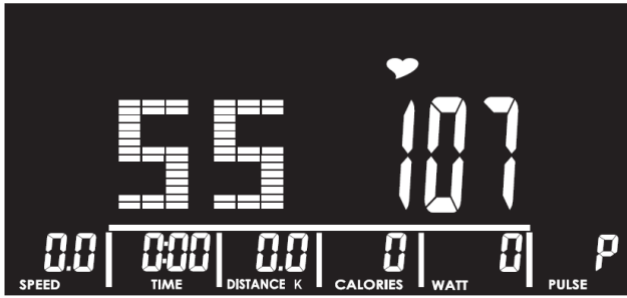 55 107
0.0 0:00 0.0 0 0 P
SPEED TIME DISTANCE K CALORIES WATT PULSE